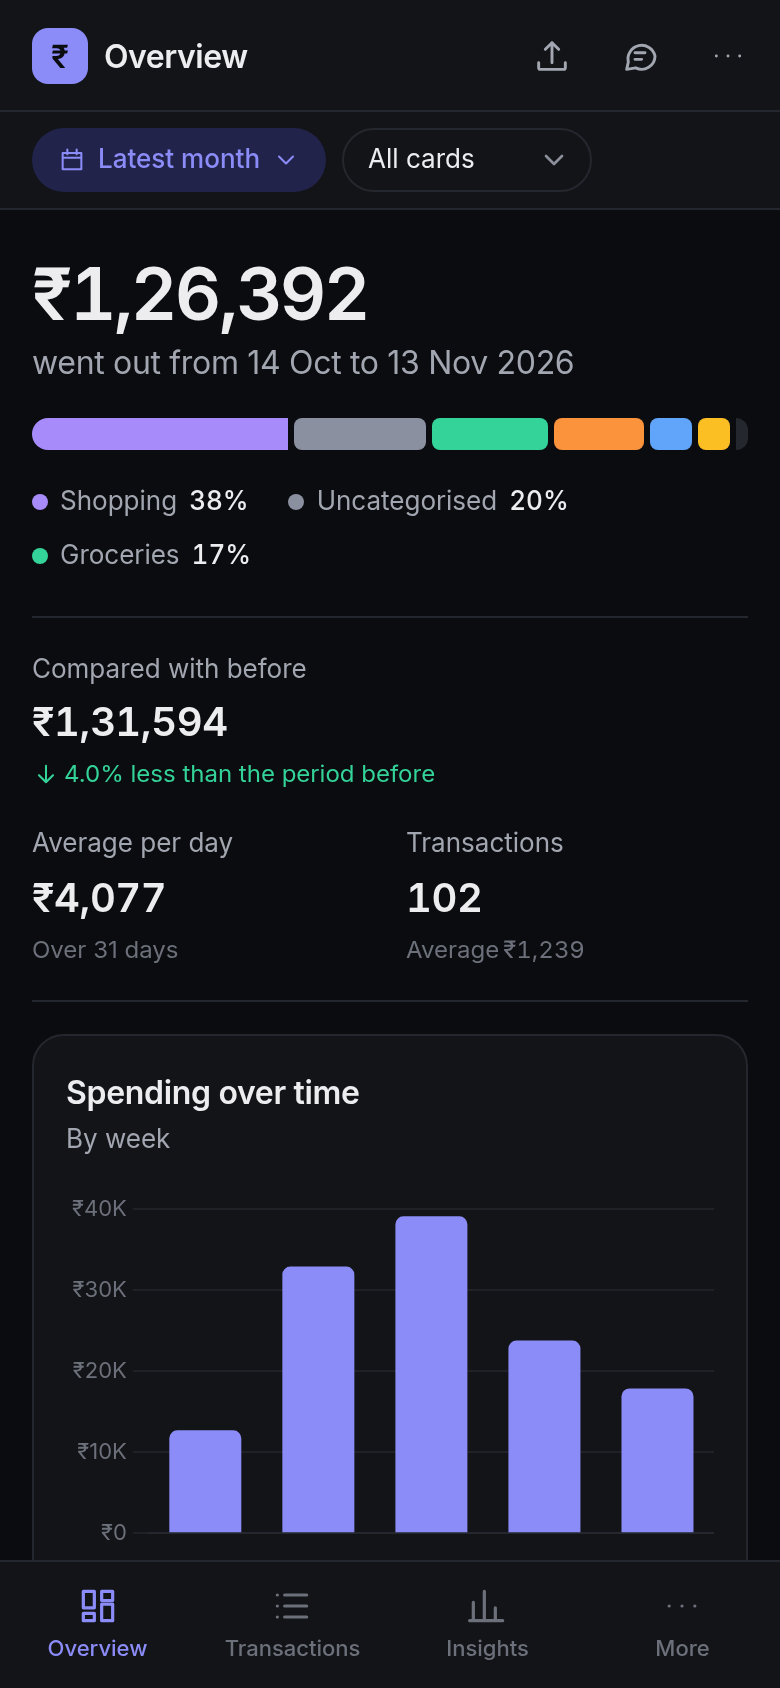 ₹ Overview
Latest month
All cards
₹1,26,392
went out from 14 Oct to 13 Nov 2026
Shopping 38% Uncategorised 20%
Groceries 17%
Compared with before
₹1,31,594
↓ 4.0% less than the period before
Average per day
₹4,077
Over 31 days
Transactions
102
Average ₹1,239
Spending over time
By week
₹40K
₹30K
₹20K
₹10K
₹0
Overview
Transactions
Insights
More